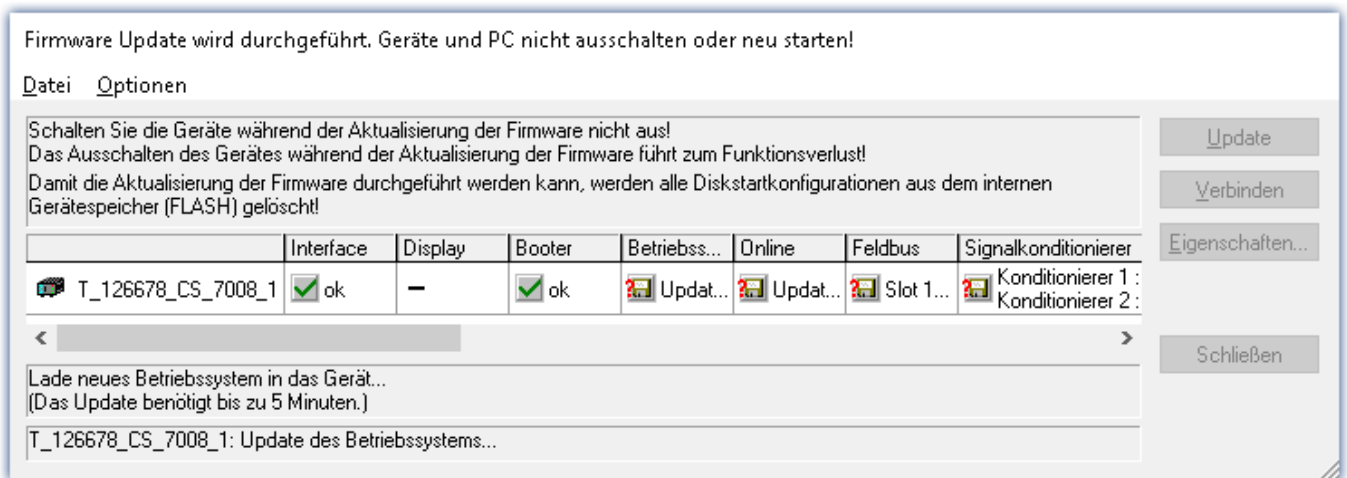 Firmware Update wird durchgeführt. Geräte und PC nicht ausschalten oder neu starten!
Datei Optionen
Schalten Sie die Geräte während der Aktualisierung der Firmware nicht aus!
Das Ausschalten des Gerätes während der Aktualisierung der Firmware führt zum Funktionsverlust!
Damit die Aktualisierung der Firmware durchgeführt werden kann, werden alle Diskstartkonfigurationen aus dem internen
Gerätespeicher (FLASH) gelöscht!
Update
Verbinden
Eigenschaften...
Schließen
Interface Display Booter Betriebss... Online Feldbus Signalkonditionierer
T_126678_CS_7008_1 ok – ok Updat... Updat... Slot 1... Konditionierer 1 :
Konditionierer 2 :
Lade neues Betriebssystem in das Gerät...
(Das Update benötigt bis zu 5 Minuten.)
T_126678_CS_7008_1: Update des Betriebssystems...